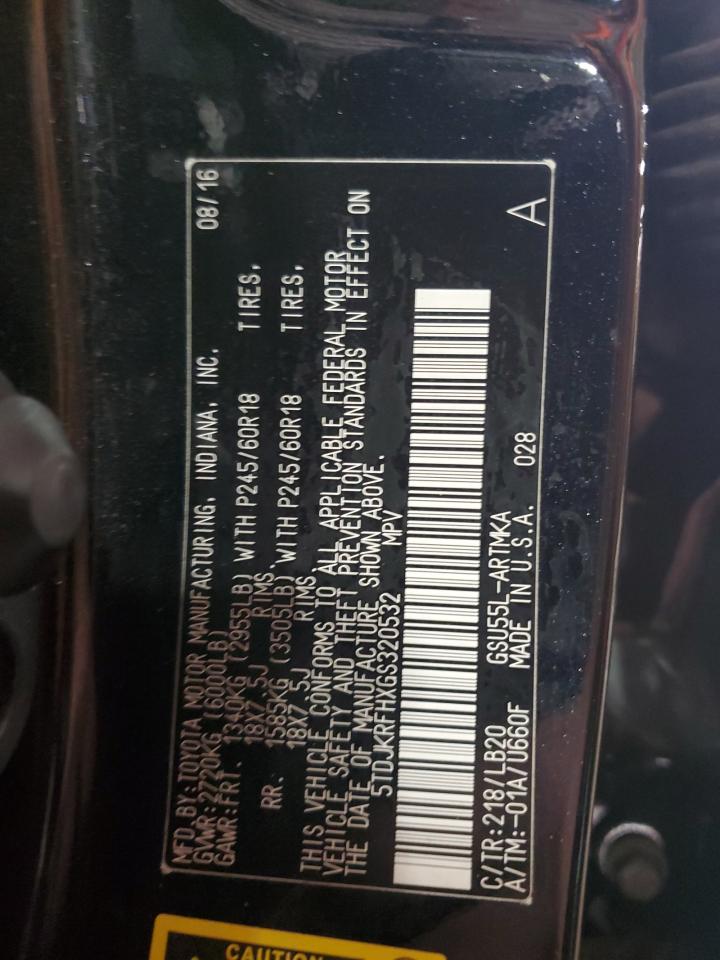 MFD. BY:TOYOTA MOTOR MANUFACTURING, INDIANA, INC. 08/16
GVWR:2720KG (6000LB)
GAWR:FRT. 1340KG (2955LB) WITH P245/60R18 TIRES,
18X7.5J RIMS
RR. 1585KG (3505LB) WITH P245/60R18 TIRES,
18X7.5J RIMS
THIS VEHICLE CONFORMS TO ALL APPLICABLE FEDERAL MOTOR
VEHICLE SAFETY AND THEFT PREVENTION STANDARDS IN EFFECT ON
THE DATE OF MANUFACTURE SHOWN ABOVE.
5TDJKRFHXGS320532 MPV
C/TR:218/LB20 GSU55L-ARTMKA
A/TM:-01A/U660F MADE IN U.S.A. 028 A
CAUTION